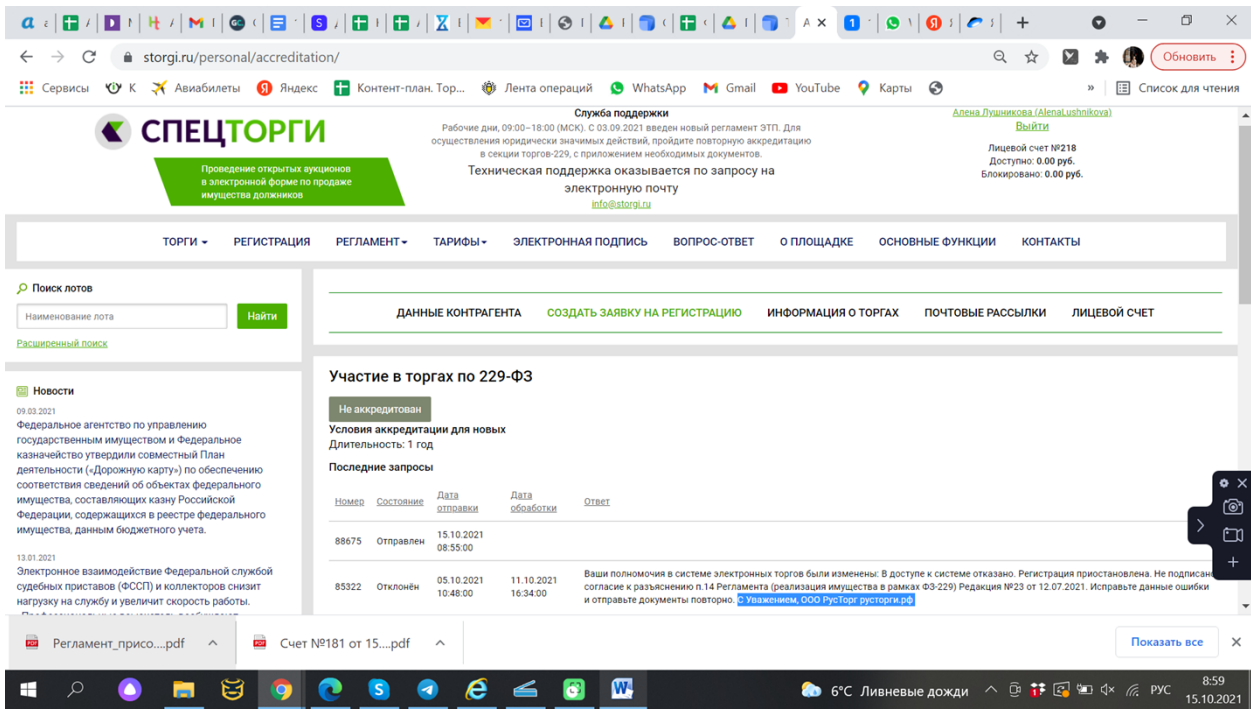 storgi.ru/personal/accreditation/
Обновить
Сервисы
Авиабилеты
Яндекс
Контент-план. Тор...
Лента операций
WhatsApp
Gmail
YouTube
Карты
»
Список для чтения
СПЕЦТОРГИ
Проведение открытых аукционов
в электронной форме по продаже
имущества должников
Служба поддержки
Рабочие дни, 09:00–18:00 (МСК). С 03.09.2021 введен новый регламент ЭТП. Для
осуществления юридически значимых действий, пройдите повторную аккредитацию
в секции торгов-229, с приложением необходимых документов.
Техническая поддержка оказывается по запросу на
электронную почту
info@storgi.ru
Алена Лушникова (AlenaLushnikova)
Выйти
Лицевой счет №218
Доступно: 0.00 руб.
Блокировано: 0.00 руб.
ТОРГИ
РЕГИСТРАЦИЯ
РЕГЛАМЕНТ
ТАРИФЫ
ЭЛЕКТРОННАЯ ПОДПИСЬ
ВОПРОС-ОТВЕТ
О ПЛОЩАДКЕ
ОСНОВНЫЕ ФУНКЦИИ
КОНТАКТЫ
Поиск лотов
Наименование лота
Найти
Расширенный поиск
Новости
09.03.2021
Федеральное агентство по управлению
государственным имуществом и Федеральное
казначейство утвердили совместный План
деятельности («Дорожную карту») по обеспечению
соответствия сведений об объектах федерального
имущества, составляющих казну Российской
Федерации, содержащихся в реестре федерального
имущества, данным бюджетного учета.
13.01.2021
Электронное взаимодействие Федеральной службой
судебных приставов (ФССП) и коллекторов снизит
нагрузку на службу и увеличит скорость работы.
ДАННЫЕ КОНТРАГЕНТА
СОЗДАТЬ ЗАЯВКУ НА РЕГИСТРАЦИЮ
ИНФОРМАЦИЯ О ТОРГАХ
ПОЧТОВЫЕ РАССЫЛКИ
ЛИЦЕВОЙ СЧЕТ
Участие в торгах по 229-ФЗ
Не аккредитован
Условия аккредитации для новых
Длительность: 1 год
Последние запросы
Номер Состояние Дата отправки Дата обработки Ответ
88675 Отправлен 15.10.2021 08:55:00
85322 Отклонён 05.10.2021 10:48:00 11.10.2021 16:34:00
Ваши полномочия в системе электронных торгов были изменены: В доступе к системе отказано. Регистрация приостановлена. Не подписано
согласие к разъяснению п.14 Регламента (реализация имущества в рамках ФЗ-229) Редакция №23 от 12.07.2021. Исправьте данные ошибки
и отправьте документы повторно. С Уважением, ООО РусТорг русторги.рф
Регламент_присо....pdf
Счет №181 от 15....pdf
Показать все
6°C Ливневые дожди
РУС
8:59
15.10.2021